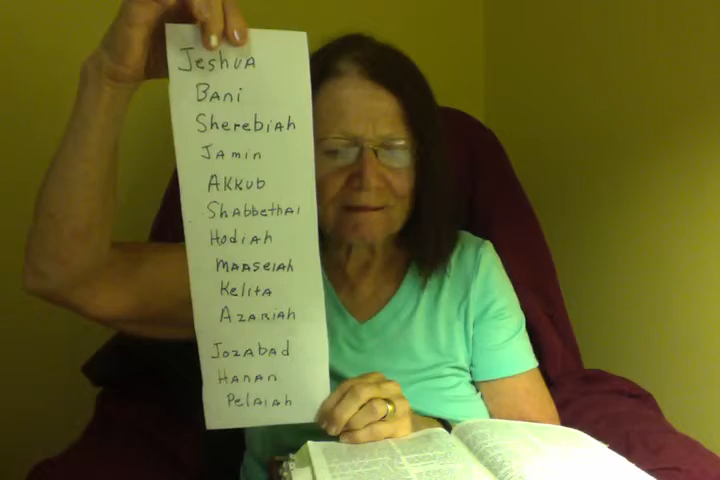 Jeshua
Bani
Sherebiah
Jamin
Akkub
Shabbethai
Hodiah
Maaseiah
Kelita
Azariah
Jozabad
Hanan
Pelaiah